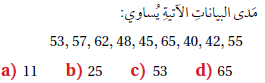 مَدى البياناتِ الآتيةِ يُساوي:
53, 57, 62, 48, 45, 65, 40, 42, 55
a) 11 b) 25 c) 53 d) 65